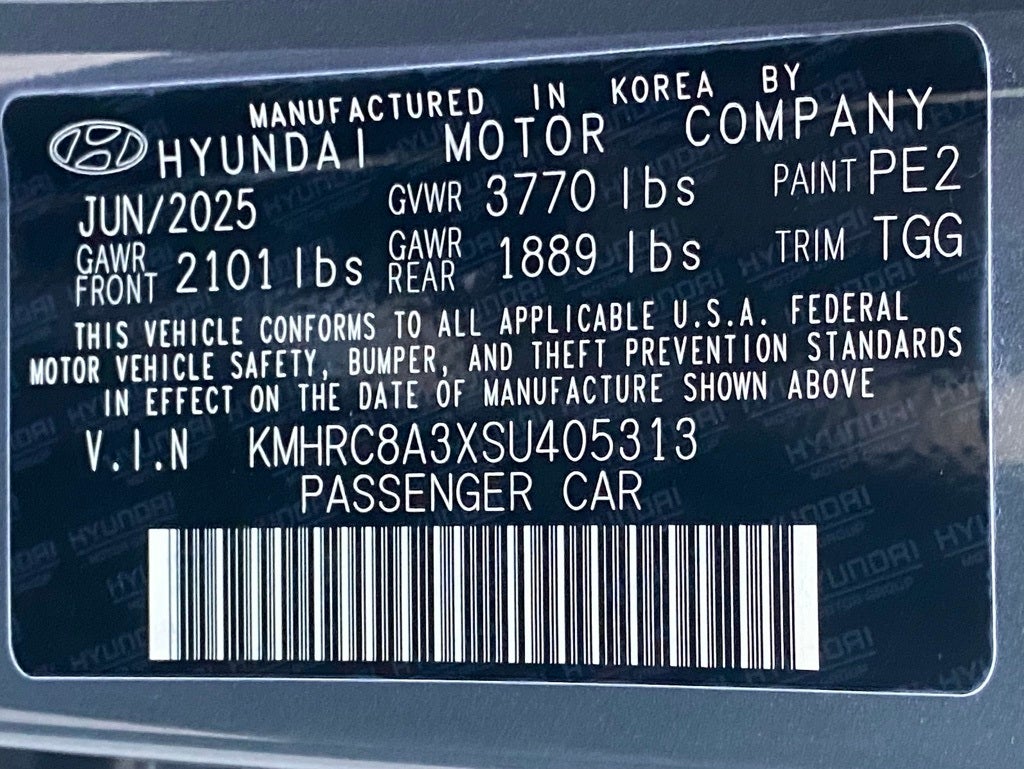 MANUFACTURED IN KOREA BY
HYUNDAI MOTOR COMPANY
JUN/2025 GVWR 3770 lbs PAINT PE2
GAWR FRONT 2101 lbs GAWR REAR 1889 lbs TRIM TGG
THIS VEHICLE CONFORMS TO ALL APPLICABLE U.S.A. FEDERAL
MOTOR VEHICLE SAFETY, BUMPER, AND THEFT PREVENTION STANDARDS
IN EFFECT ON THE DATE OF MANUFACTURE SHOWN ABOVE
V.I.N KMHRC8A3XSU405313
PASSENGER CAR